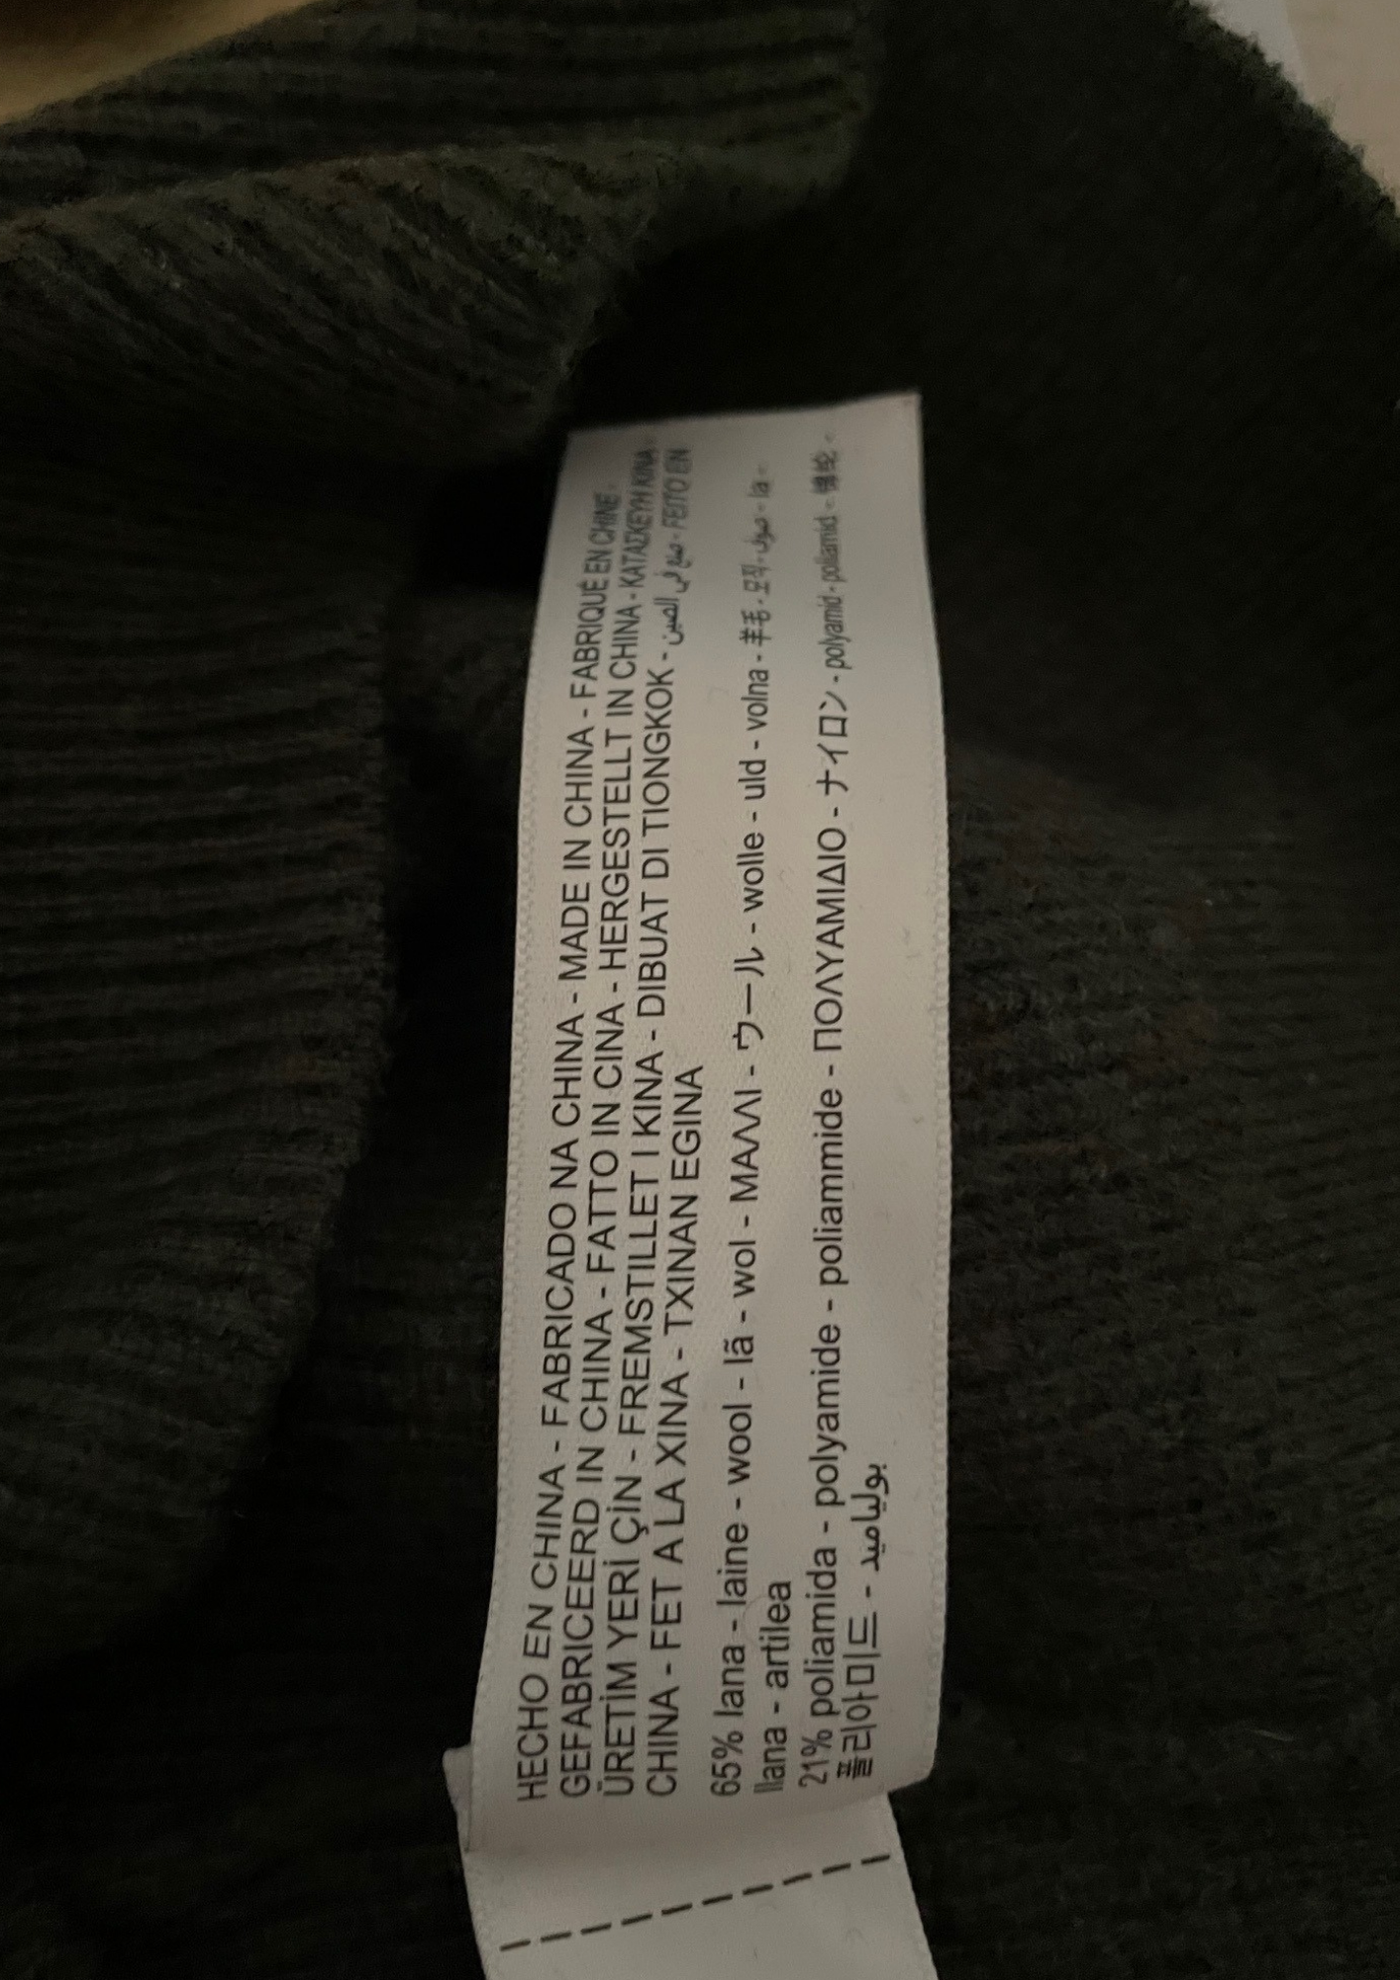 HECHO EN CHINA - FABRICADO NA CHINA - MADE IN CHINA - FABRIQUÉ EN CHINE -
GEFABRICEERD IN CHINA - FATTO IN CINA - HERGESTELLT IN CHINA - ΚΑΤΑΣΚΕΥΗ ΚΙΝΑ -
ÜRETİM YERİ ÇİN - FREMSTILLET I KINA - DIBUAT DI TIONGKOK - صنع في الصين - FEITO EN
CHINA - FET A LA XINA - TXINAN EGINA
65% lana - laine - wool - lã - wol - ΜΑΛΛΙ - ウール - wolle - uld - volna - 羊毛 - 모직 - صوف - la -
llana - artilea
21% poliamida - polyamide - poliammide - ΠΟΛΥΑΜΙΔΙΟ - ナイロン - polyamid - poliamid - 锦纶 -
폴리아미드 - بوليأميد